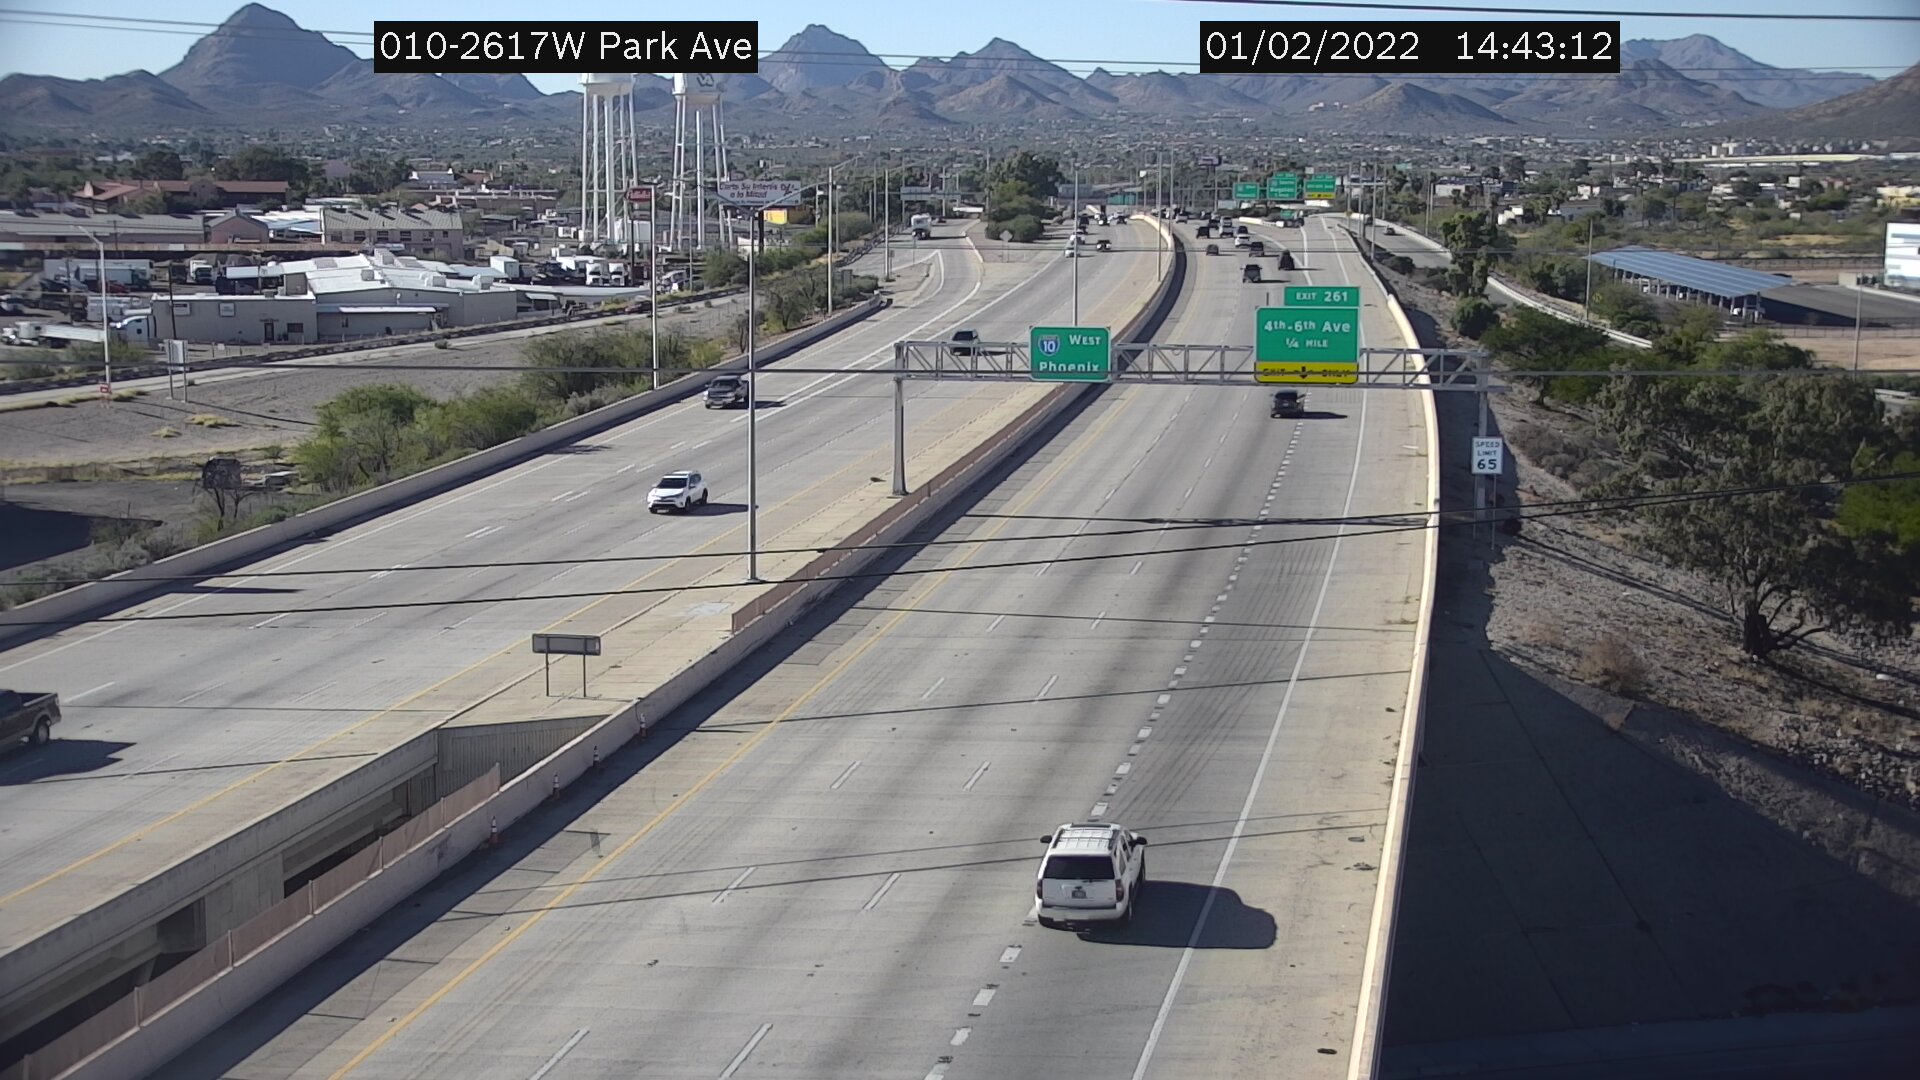 010-2617W Park Ave
01/02/2022 14:43:12
EXIT 261
4th-6th Ave
1/4 MILE
EXIT ONLY
10 WEST
Phoenix
SPEED
LIMIT
65